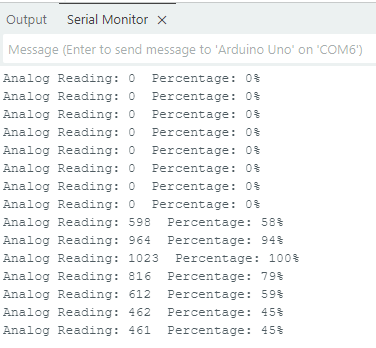 Output Serial Monitor ×
Message (Enter to send message to 'Arduino Uno' on 'COM6')
Analog Reading: 0  Percentage: 0%
Analog Reading: 0  Percentage: 0%
Analog Reading: 0  Percentage: 0%
Analog Reading: 0  Percentage: 0%
Analog Reading: 0  Percentage: 0%
Analog Reading: 0  Percentage: 0%
Analog Reading: 0  Percentage: 0%
Analog Reading: 0  Percentage: 0%
Analog Reading: 598  Percentage: 58%
Analog Reading: 964  Percentage: 94%
Analog Reading: 1023  Percentage: 100%
Analog Reading: 816  Percentage: 79%
Analog Reading: 612  Percentage: 59%
Analog Reading: 462  Percentage: 45%
Analog Reading: 461  Percentage: 45%